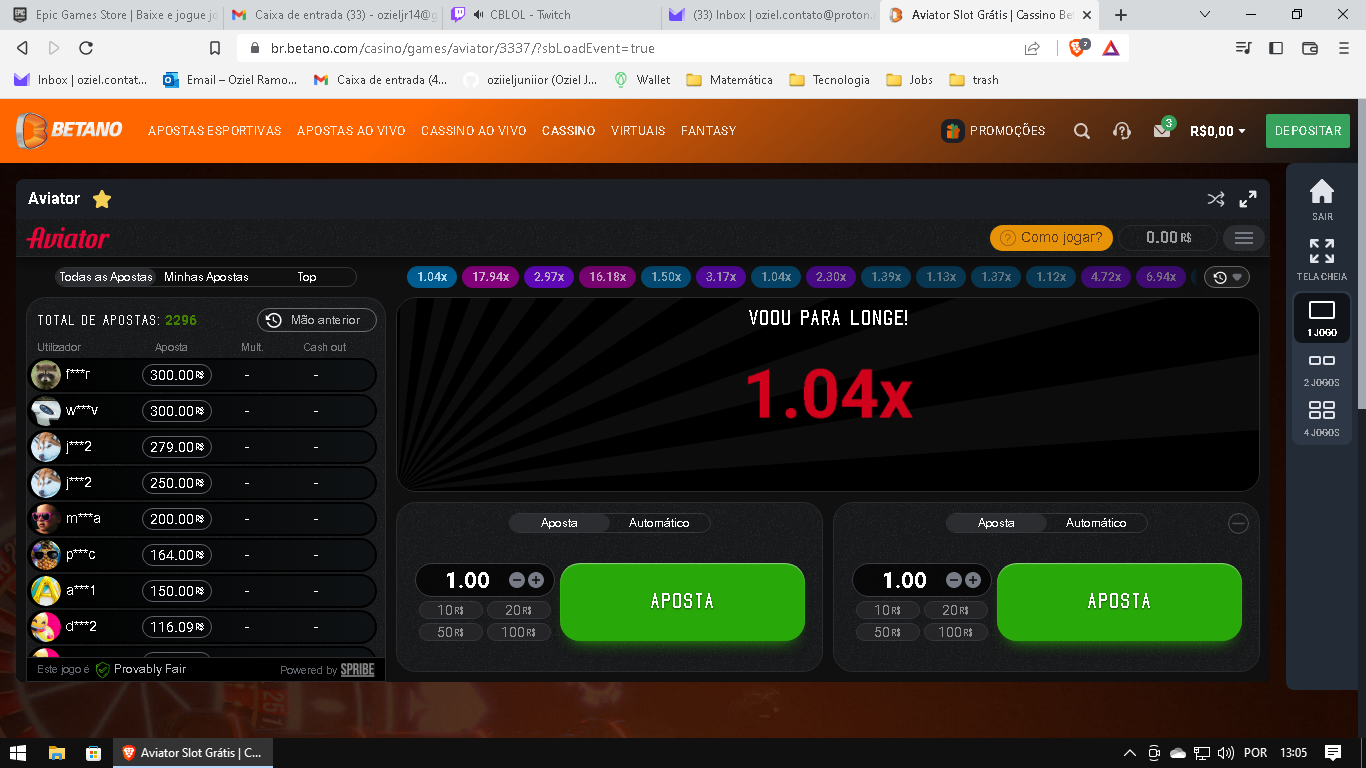 Epic Games Store | Baixe e jogue jo
Caixa de entrada (33) - ozieljr14@g
CBLOL - Twitch
(33) Inbox | oziel.contato@proton.m
Aviator Slot Grátis | Cassino Bet
br.betano.com/casino/games/aviator/3337/?sbLoadEvent=true
2
Inbox | oziel.contat...
Email – Oziel Ramo...
Caixa de entrada (4...
oziieljuniior (Oziel J...
Wallet
Matemática
Tecnologia
Jobs
trash
BETANO
APOSTAS ESPORTIVAS
APOSTAS AO VIVO
CASSINO AO VIVO
CASSINO
VIRTUAIS
FANTASY
PROMOÇÕES
3
R$0,00
DEPOSITAR
Aviator
SAIR
TELA CHEIA
1 JOGO
2 JOGOS
4 JOGOS
Aviator
? Como jogar?
0.00 R$
Todas as Apostas
Minhas Apostas
Top
1.04x 17.94x 2.97x 16.18x 1.50x 3.17x 1.04x 2.30x 1.39x 1.13x 1.37x 1.12x 4.72x 6.94x
TOTAL DE APOSTAS: 2296
Mão anterior
Utilizador Aposta Mult. Cash out
f***r 300.00 R$ - -
w***v 300.00 R$ - -
j***2 279.00 R$ - -
j***2 250.00 R$ - -
m***a 200.00 R$ - -
p***c 164.00 R$ - -
a***1 150.00 R$ - -
d***2 116.09 R$ - -
Este jogo é Provably Fair
Powered by SPRIBE
VOOU PARA LONGE!
1.04x
Aposta Automático
1.00
10 R$ 20 R$
50 R$ 100 R$
APOSTA
Aposta Automático
1.00
10 R$ 20 R$
50 R$ 100 R$
APOSTA
Aviator Slot Grátis | C...
POR
13:05